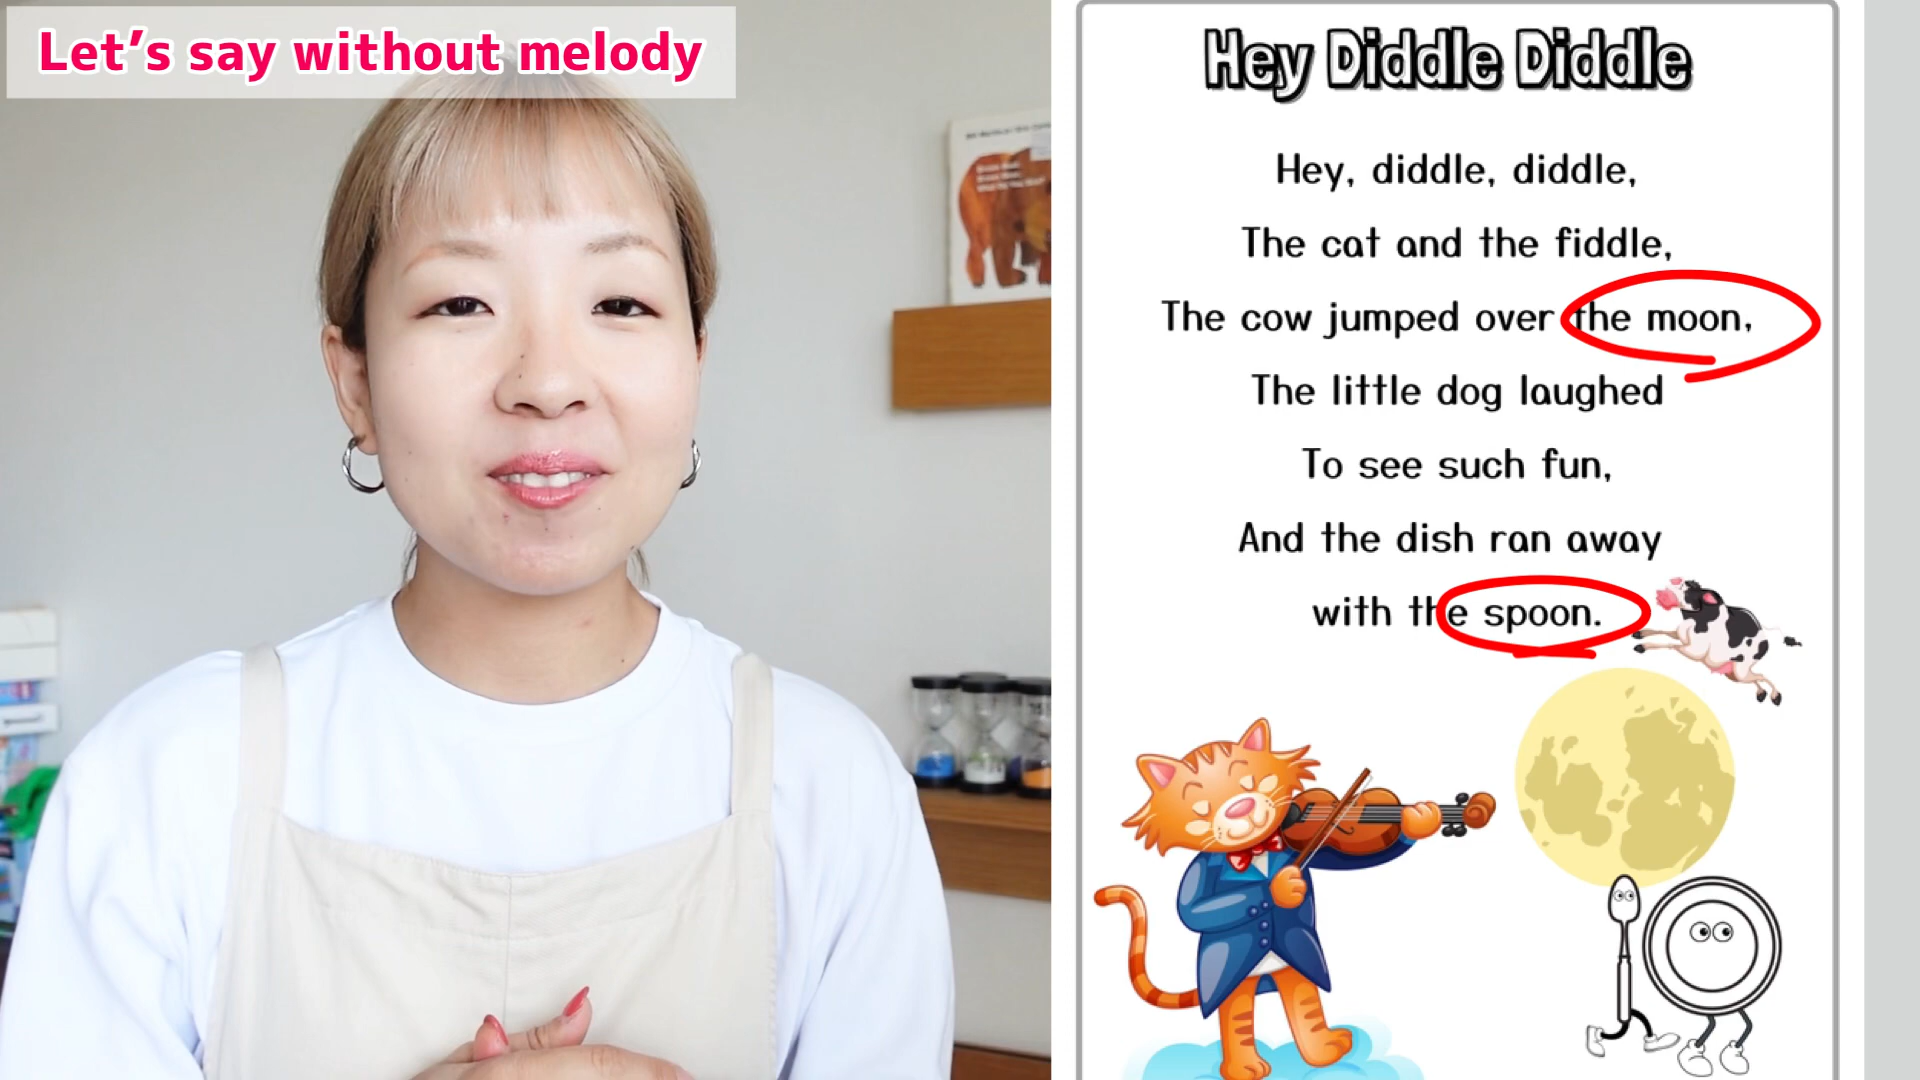 Let's say without melody
Hey Diddle Diddle
Hey, diddle, diddle,
The cat and the fiddle,
The cow jumped over the moon,
The little dog laughed
To see such fun,
And the dish ran away
with the spoon.